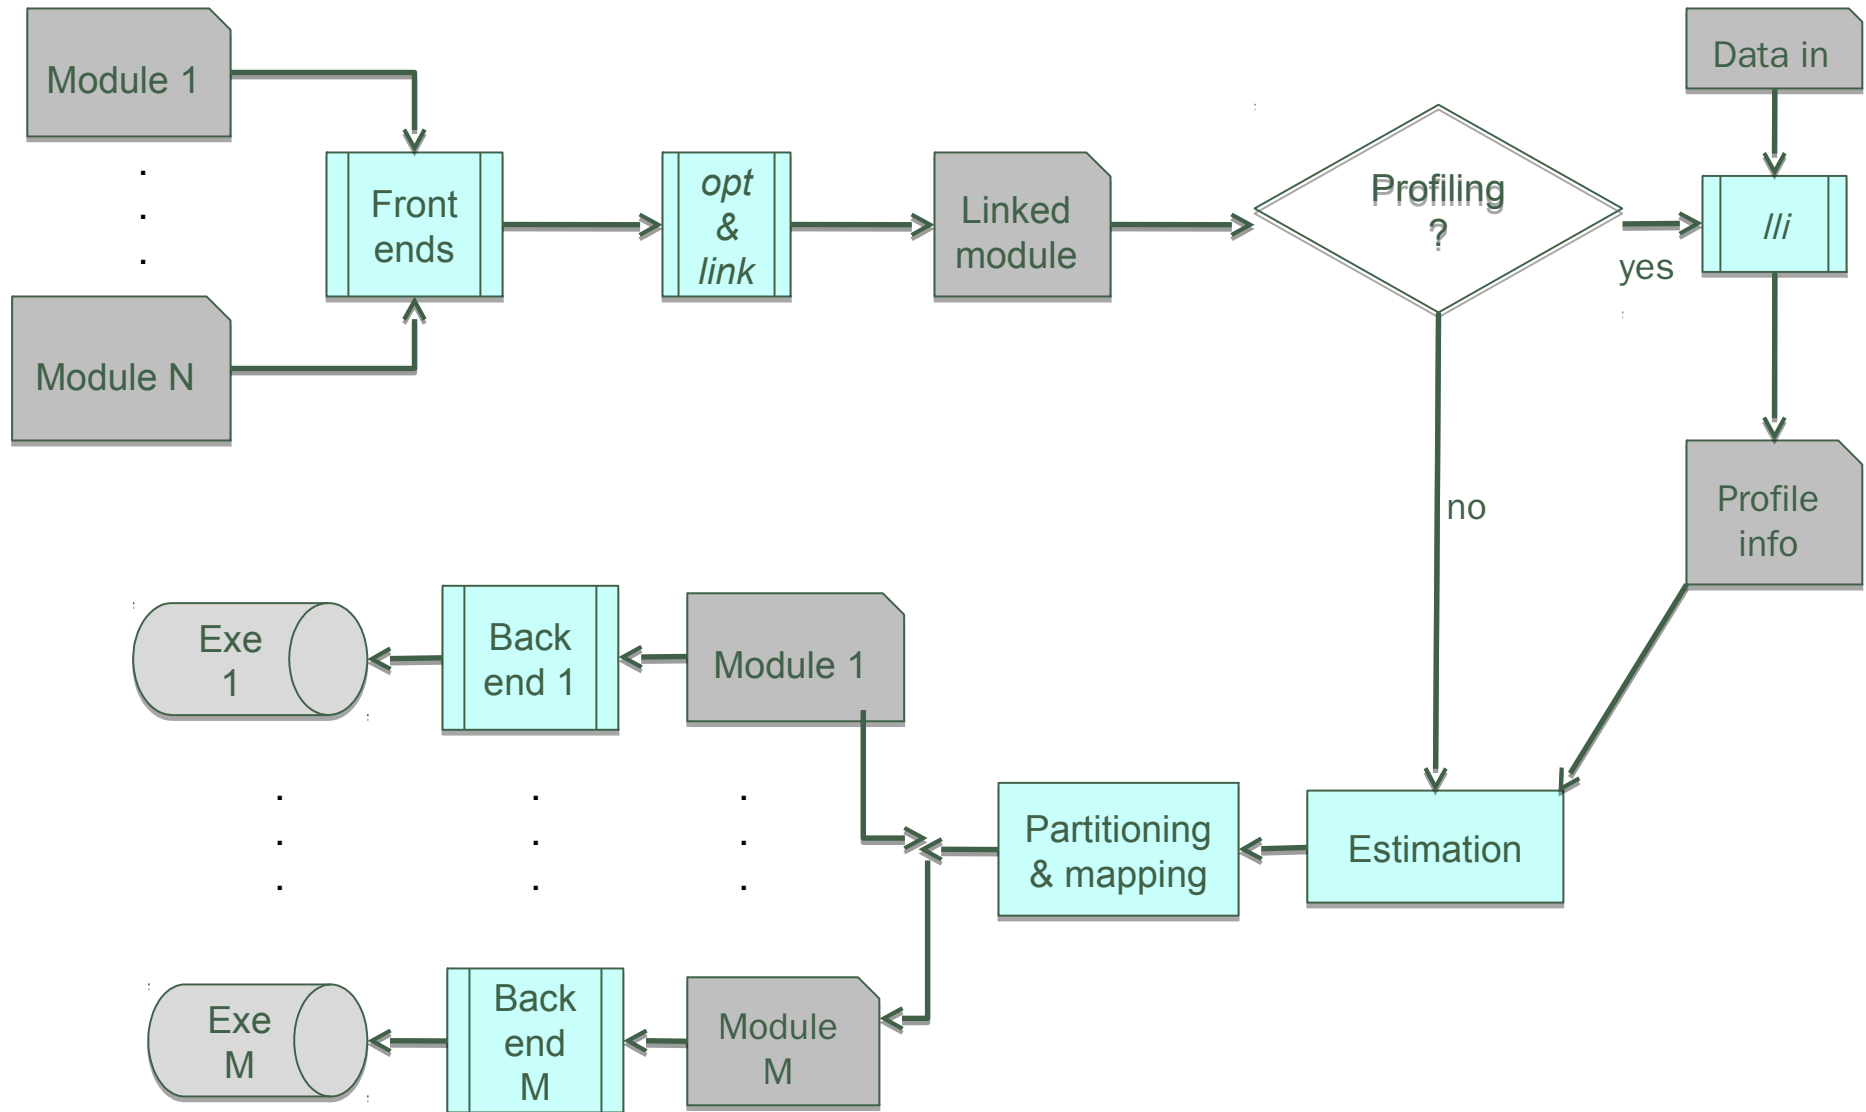 Module 1
.
.
.
Module N
Front
ends
opt
&
link
Linked
module
Profiling
?
yes
no
Data in
lli
Profile
info
Estimation
Partitioning
& mapping
Module 1
Back
end 1
Exe
1
. . .
. . .
. . .
Module
M
Back
end
M
Exe
M